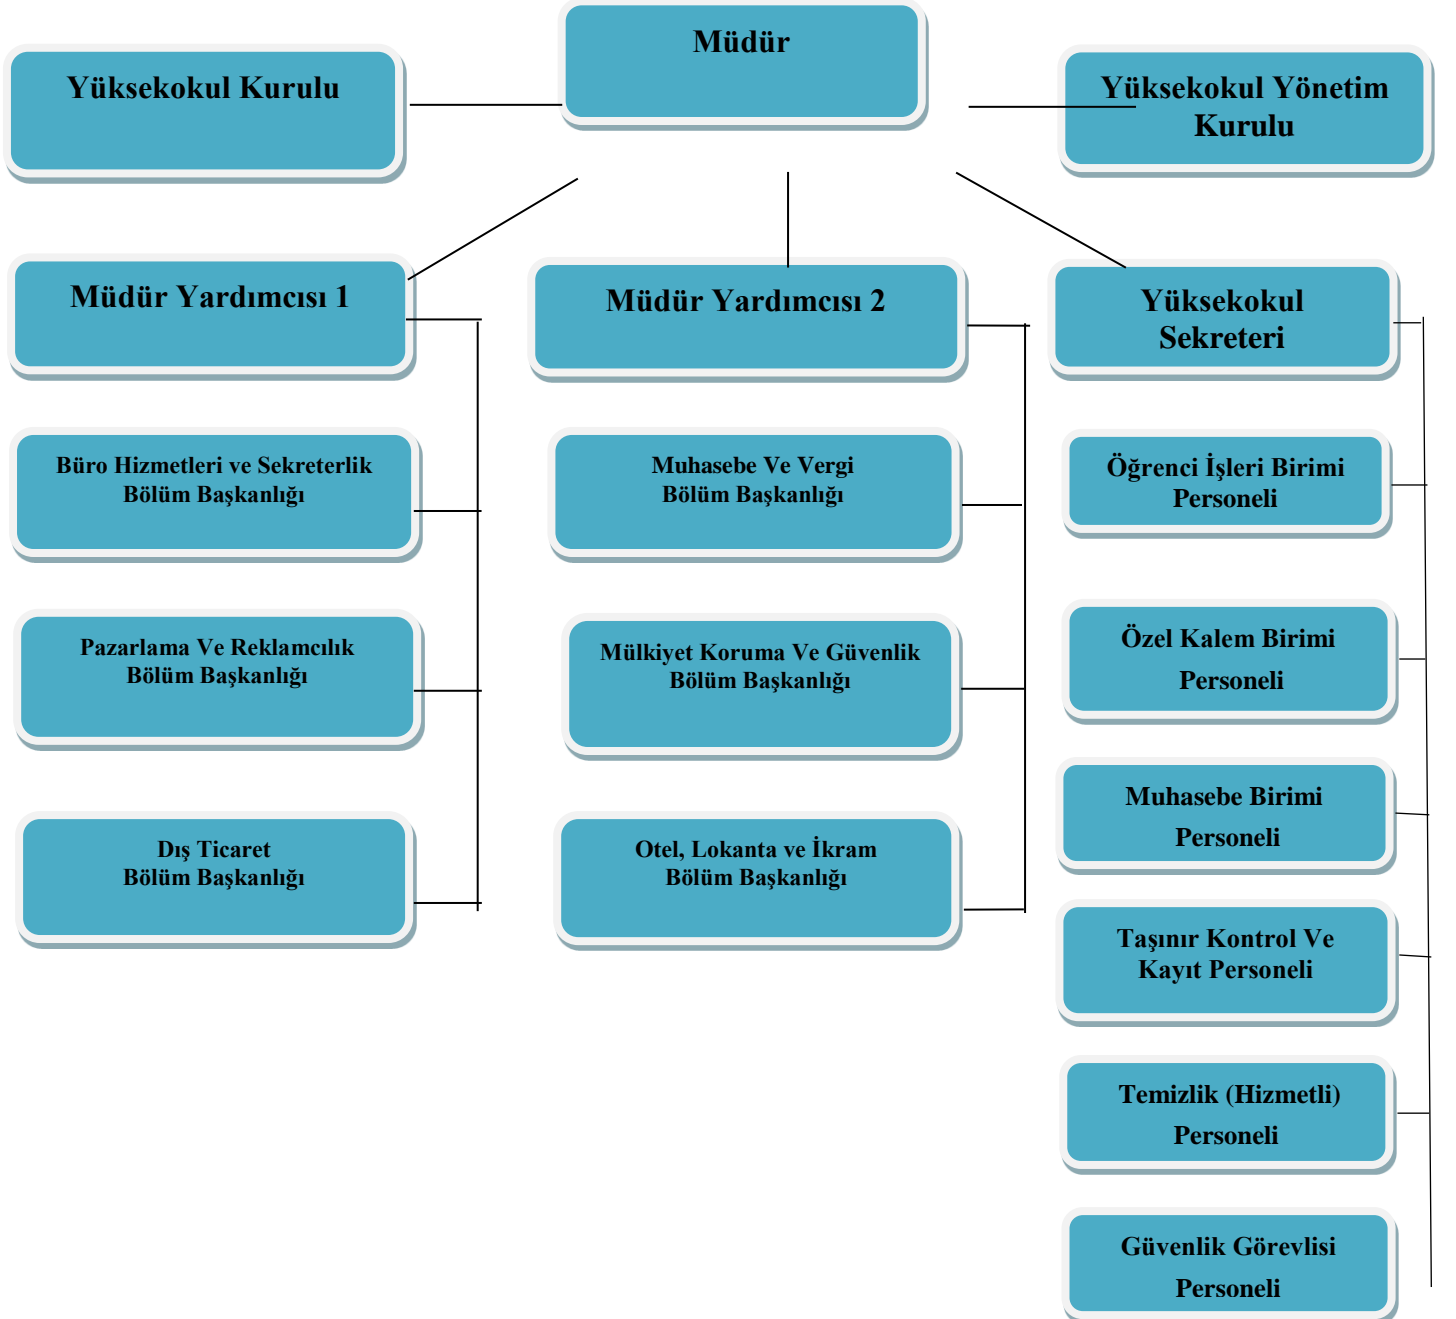 Müdür
Yüksekokul Kurulu
Yüksekokul Yönetim
Kurulu
Müdür Yardımcısı 1
Müdür Yardımcısı 2
Yüksekokul
Sekreteri
Büro Hizmetleri ve Sekreterlik
Bölüm Başkanlığı
Muhasebe Ve Vergi
Bölüm Başkanlığı
Öğrenci İşleri Birimi
Personeli
Pazarlama Ve Reklamcılık
Bölüm Başkanlığı
Mülkiyet Koruma Ve Güvenlik
Bölüm Başkanlığı
Özel Kalem Birimi
Personeli
Muhasebe Birimi
Personeli
Dış Ticaret
Bölüm Başkanlığı
Otel, Lokanta ve İkram
Bölüm Başkanlığı
Taşınır Kontrol Ve
Kayıt Personeli
Temizlik (Hizmetli)
Personeli
Güvenlik Görevlisi
Personeli